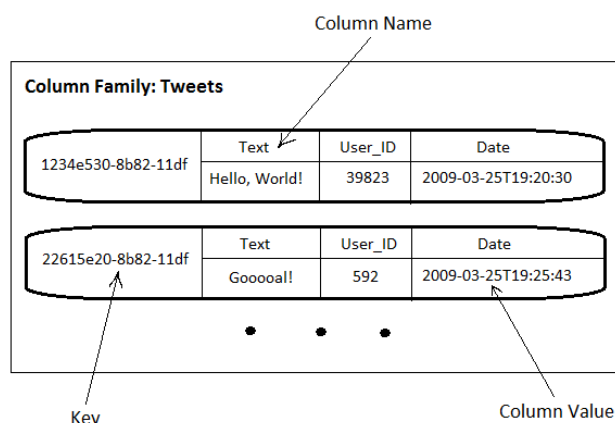 Column Name
Column Family: Tweets
Text User_ID Date
1234e530-8b82-11df
Hello, World! 39823 2009-03-25T19:20:30
Text User_ID Date
22615e20-8b82-11df
Gooooal! 592 2009-03-25T19:25:43
Key
Column Value